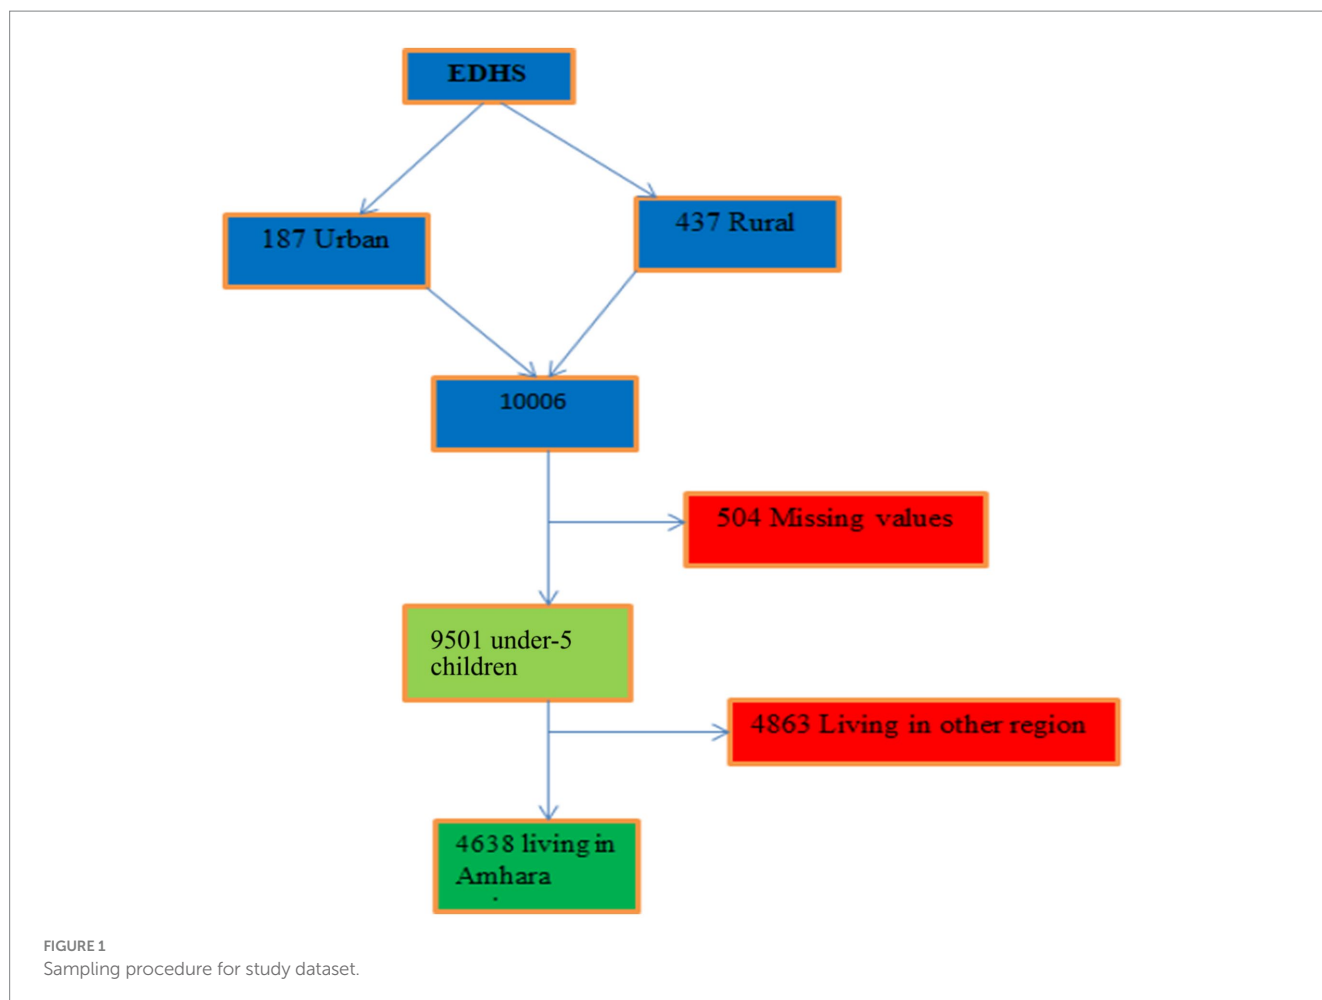 EDHS
187 Urban
437 Rural
10006
504 Missing values
9501 under-5
children
4863 Living in other region
4638 living in
Amhara
FIGURE 1
Sampling procedure for study dataset.